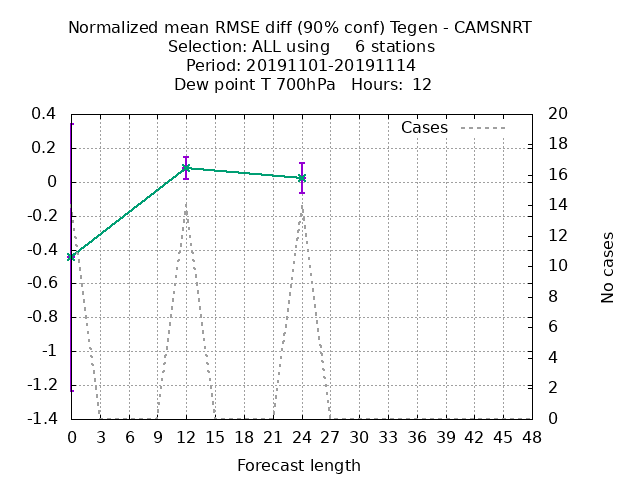 Normalized mean RMSE diff (90% conf) Tegen - CAMSNRT
Selection: ALL using     6 stations
Period: 20191101-20191114
Dew point T 700hPa   Hours:  12
Cases
0.4
0.2
0
-0.2
-0.4
-0.6
-0.8
-1
-1.2
-1.4
20
18
16
14
12
10
8
6
4
2
0
No cases
0 3 6 9 12 15 18 21 24 27 30 33 36 39 42 45 48
Forecast length